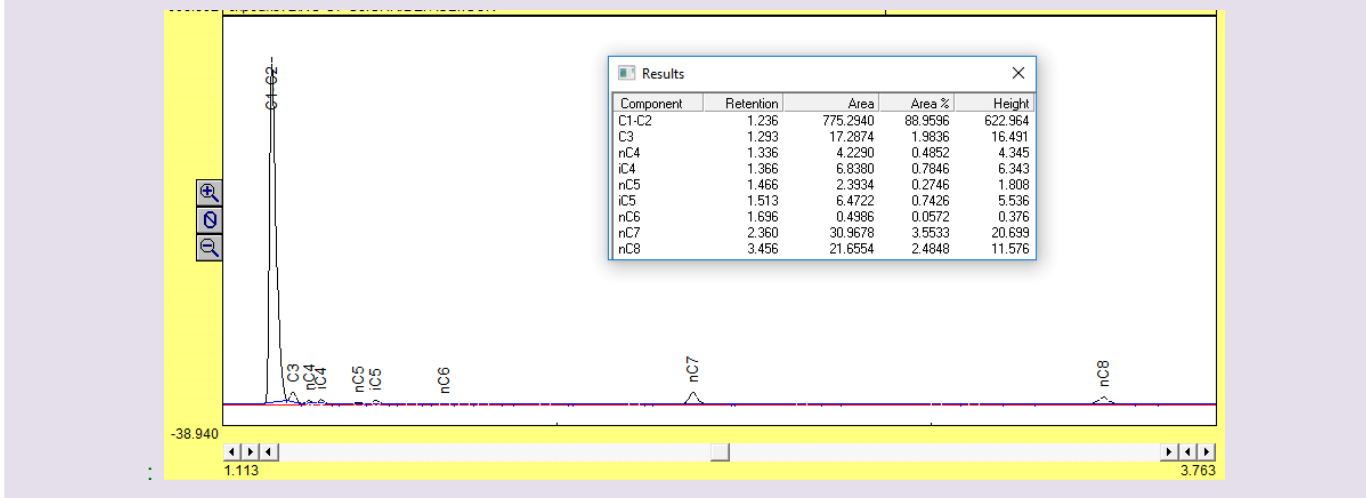 Results
Component Retention Area Area % Height
C1-C2 1.236 775.2940 88.9596 622.964
C3 1.293 17.2874 1.9836 16.491
nC4 1.336 4.2290 0.4852 4.345
iC4 1.366 6.8380 0.7846 6.343
nC5 1.466 2.3934 0.2746 1.808
iC5 1.513 6.4722 0.7426 5.536
nC6 1.696 0.4986 0.0572 0.376
nC7 2.360 30.9678 3.5533 20.699
nC8 3.456 21.6554 2.4848 11.576
C1-C2
C3
nC4
iC4
nC5
iC5
nC6
nC7
nC8
-38.940
:
1.113 3.763